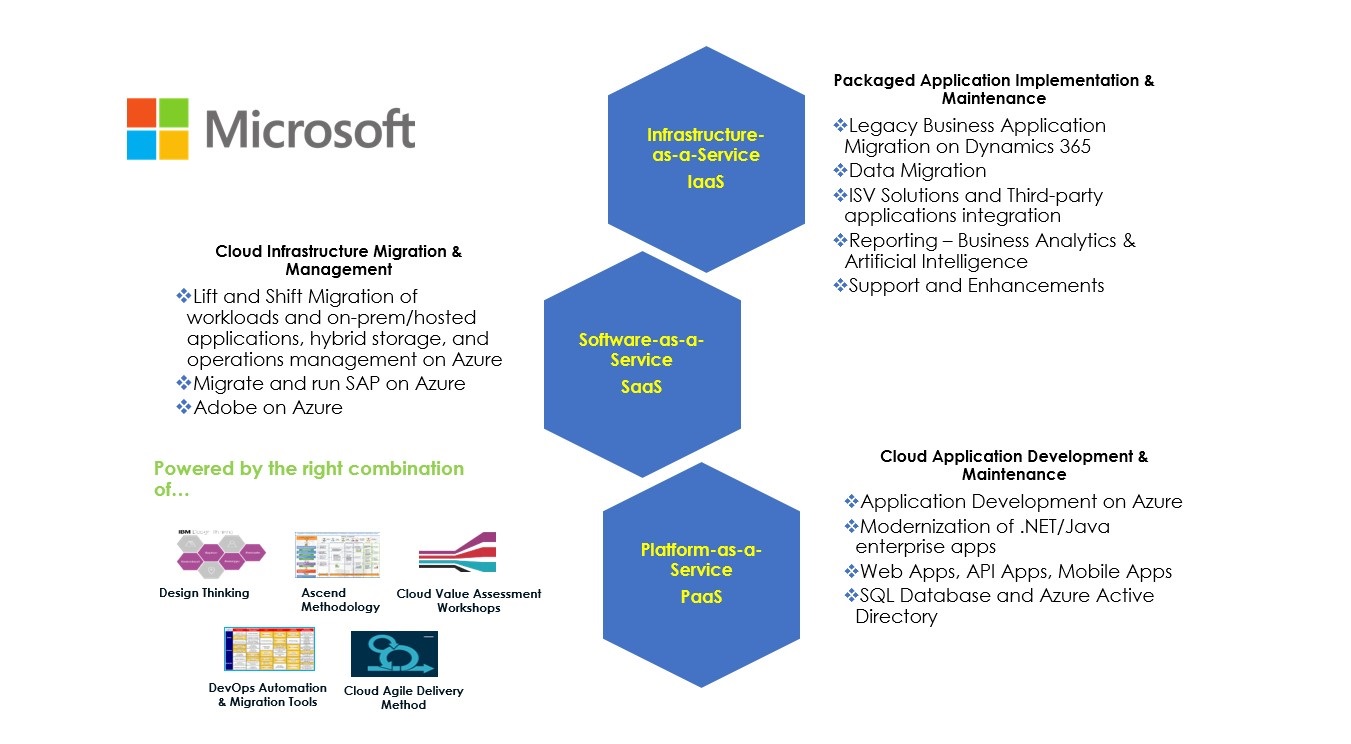 Microsoft
Infrastructure-
as-a-Service
IaaS
Packaged Application Implementation &
Maintenance
❖Legacy Business Application
Migration on Dynamics 365
❖Data Migration
❖ISV Solutions and Third-party
applications integration
❖Reporting – Business Analytics &
Artificial Intelligence
❖Support and Enhancements
Cloud Infrastructure Migration &
Management
❖Lift and Shift Migration of
workloads and on-prem/hosted
applications, hybrid storage, and
operations management on Azure
❖Migrate and run SAP on Azure
❖Adobe on Azure
Software-as-a-
Service
SaaS
Powered by the right combination
of…
IBM
Design Thinking
Ascend
Methodology
Cloud Value Assessment
Workshops
DevOps Automation
& Migration Tools
Cloud Agile Delivery
Method
Platform-as-a-
Service
PaaS
Cloud Application Development &
Maintenance
❖Application Development on Azure
❖Modernization of .NET/Java
enterprise apps
❖Web Apps, API Apps, Mobile Apps
❖SQL Database and Azure Active
Directory